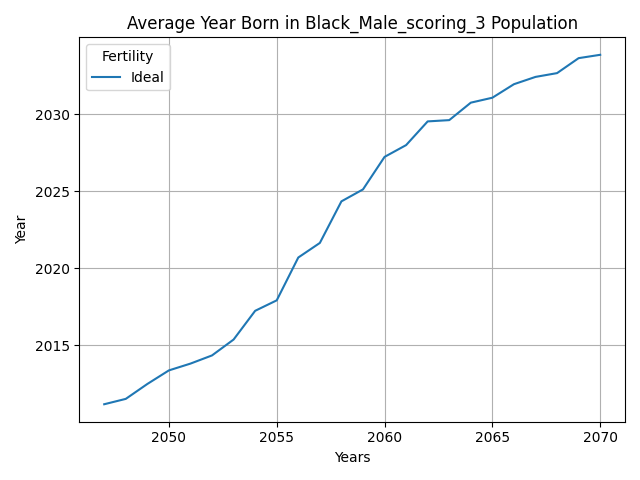 Average Year Born in Black_Male_scoring_3 Population
Fertility
Ideal
Year
2030
2025
2020
2015
2050 2055 2060 2065 2070
Years